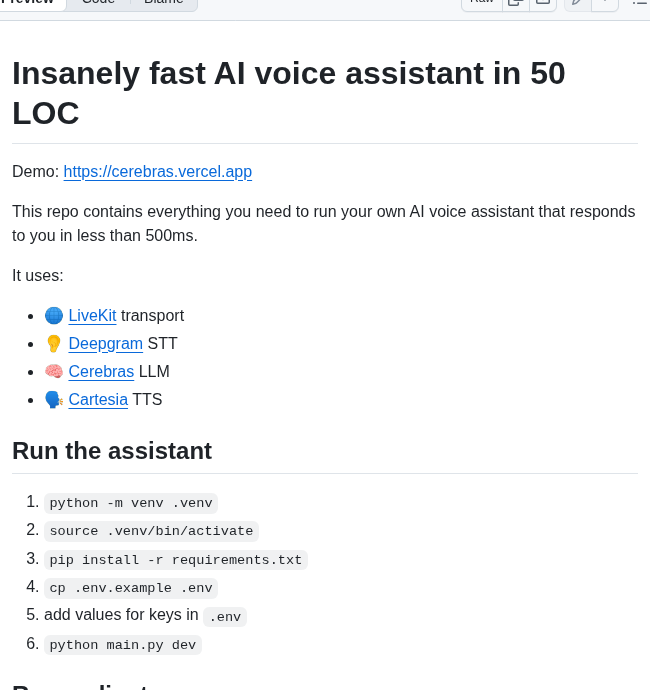 Preview Code Blame Raw
Insanely fast AI voice assistant in 50
LOC
Demo: https://cerebras.vercel.app
This repo contains everything you need to run your own AI voice assistant that responds
to you in less than 500ms.
It uses:
• LiveKit transport
• Deepgram STT
• Cerebras LLM
• Cartesia TTS
Run the assistant
1. python -m venv .venv
2. source .venv/bin/activate
3. pip install -r requirements.txt
4. cp .env.example .env
5. add values for keys in .env
6. python main.py dev